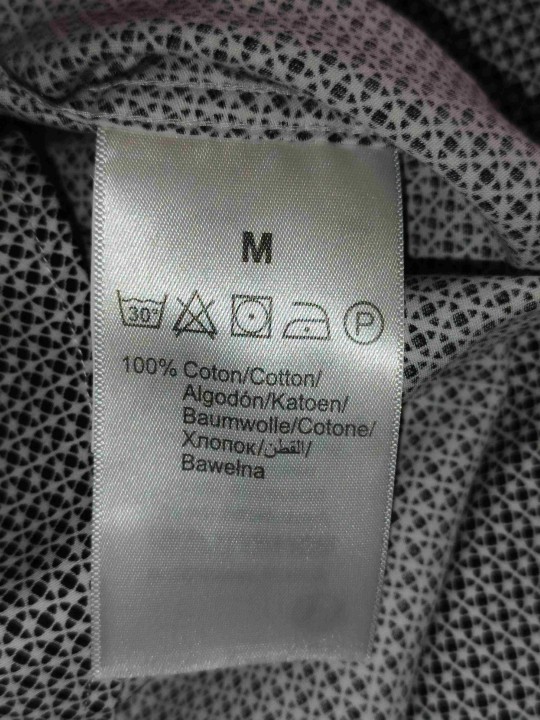 M
30°
P
100% Coton/Cotton/
Algodón/Katoen/
Baumwolle/Cotone/
Хлопок/القطن/
Bawełna